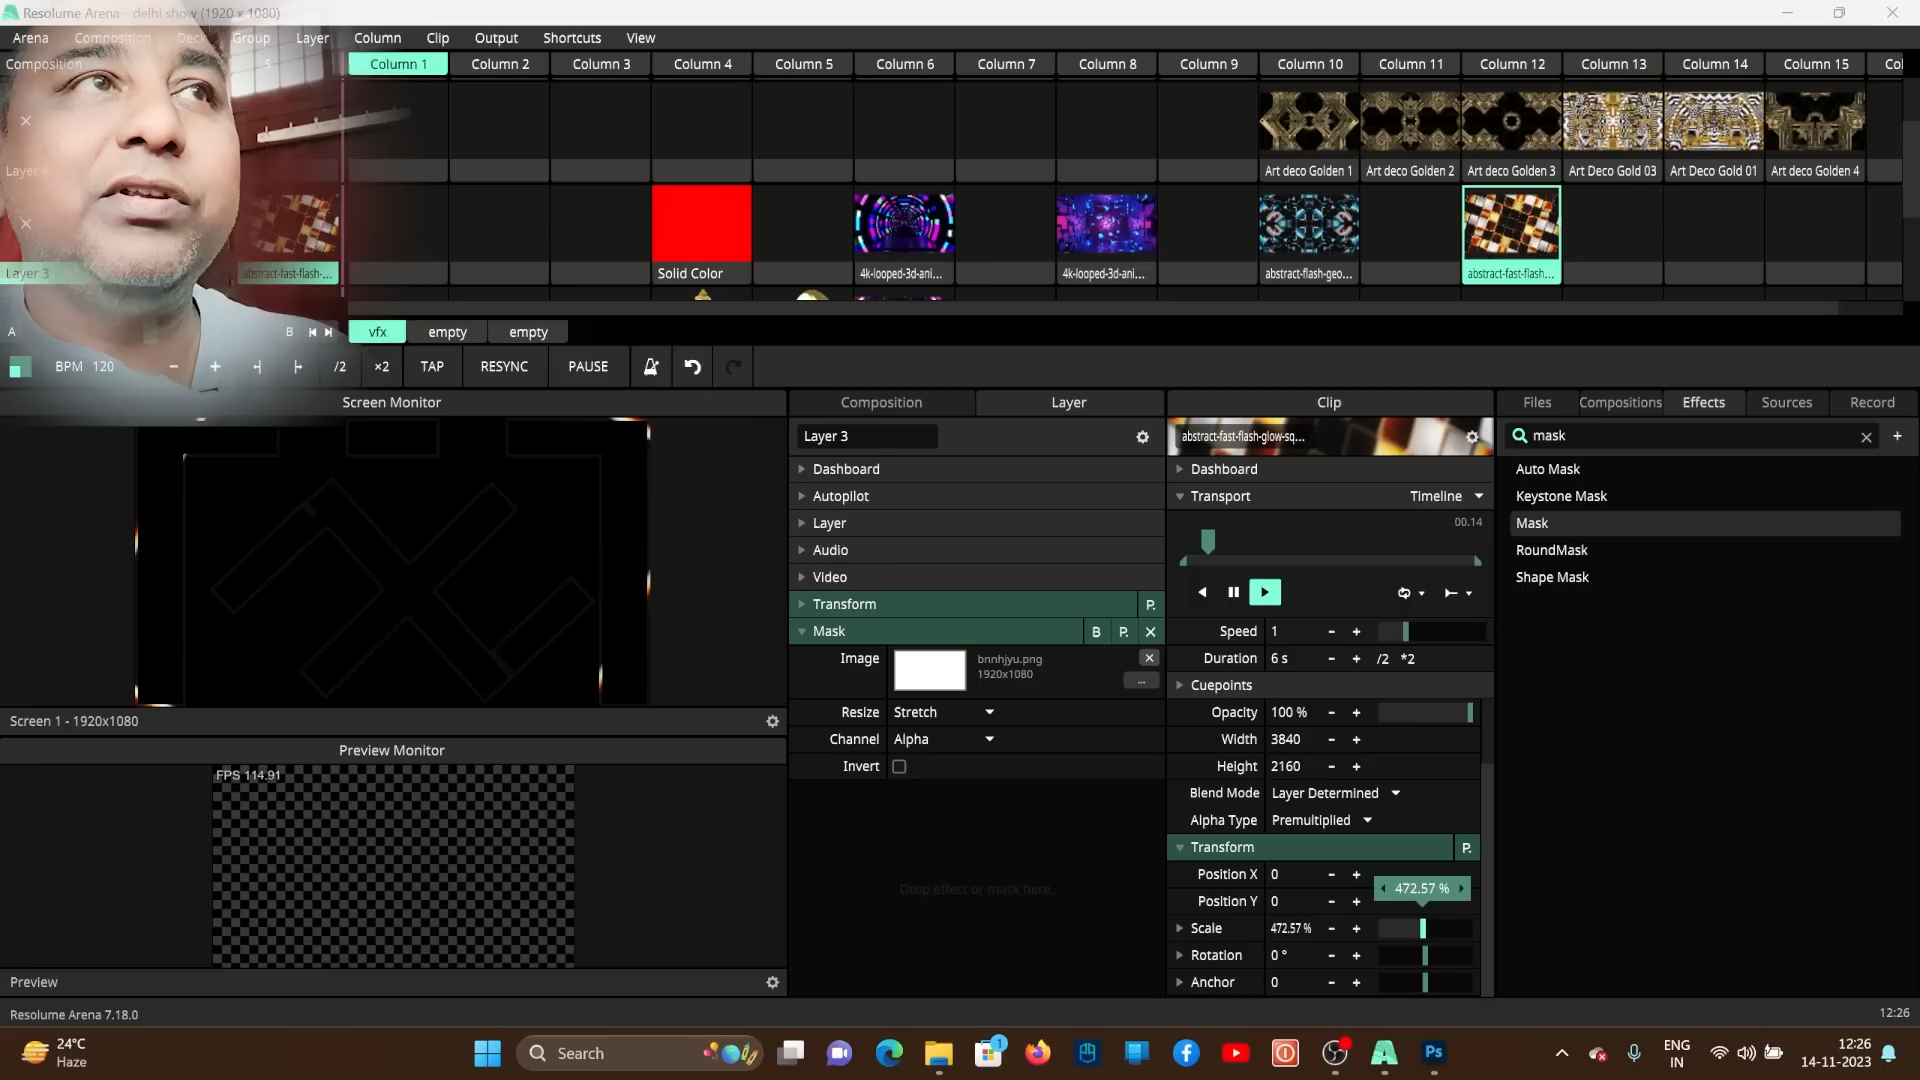 Resolume Arena - delhi show (1920 x 1080)
Arena Composition Deck Group Layer Column Clip Output Shortcuts View
Composition S Column 1 Column 2 Column 3 Column 4 Column 5 Column 6 Column 7 Column 8 Column 9 Column 10 Column 11 Column 12 Column 13 Column 14 Column 15 Col
Layer 4 Art deco Golden 1 Art deco Golden 2 Art deco Golden 3 Art Deco Gold 03 Art Deco Gold 01 Art deco Golden 4
Layer 3 abstract-fast-flash-... Solid Color 4k-looped-3d-ani... 4k-looped-3d-ani... abstract-flash-geo... abstract-fast-flash...
A B vfx empty empty
BPM 120 - + /2 ×2 TAP RESYNC PAUSE
Screen Monitor Composition Layer Clip Files Compositions Effects Sources Record
Layer 3
abstract-fast-flash-glow-sq...
mask
Dashboard
Autopilot
Layer
Audio
Video
Transform P.
Mask B P. X
Image bnnhjyu.png
1920x1080
...
Resize Stretch
Channel Alpha
Invert
Drop effect or mask here.
Dashboard
Transport Timeline
00.14
Speed 1 - +
Duration 6 s - + /2 *2
Cuepoints
Opacity 100 % - +
Width 3840 - +
Height 2160 - +
Blend Mode Layer Determined
Alpha Type Premultiplied
Transform P.
Position X 0 - +
472.57 %
Position Y 0 - +
Scale 472.57 % - +
Rotation 0 ° - +
Anchor 0 - +
Auto Mask
Keystone Mask
Mask
RoundMask
Shape Mask
Screen 1 - 1920x1080
Preview Monitor
FPS 114.91
Preview
Resolume Arena 7.18.0 12:26
24°C
Haze
Search
1
Ps
ENG
IN
12:26
14-11-2023